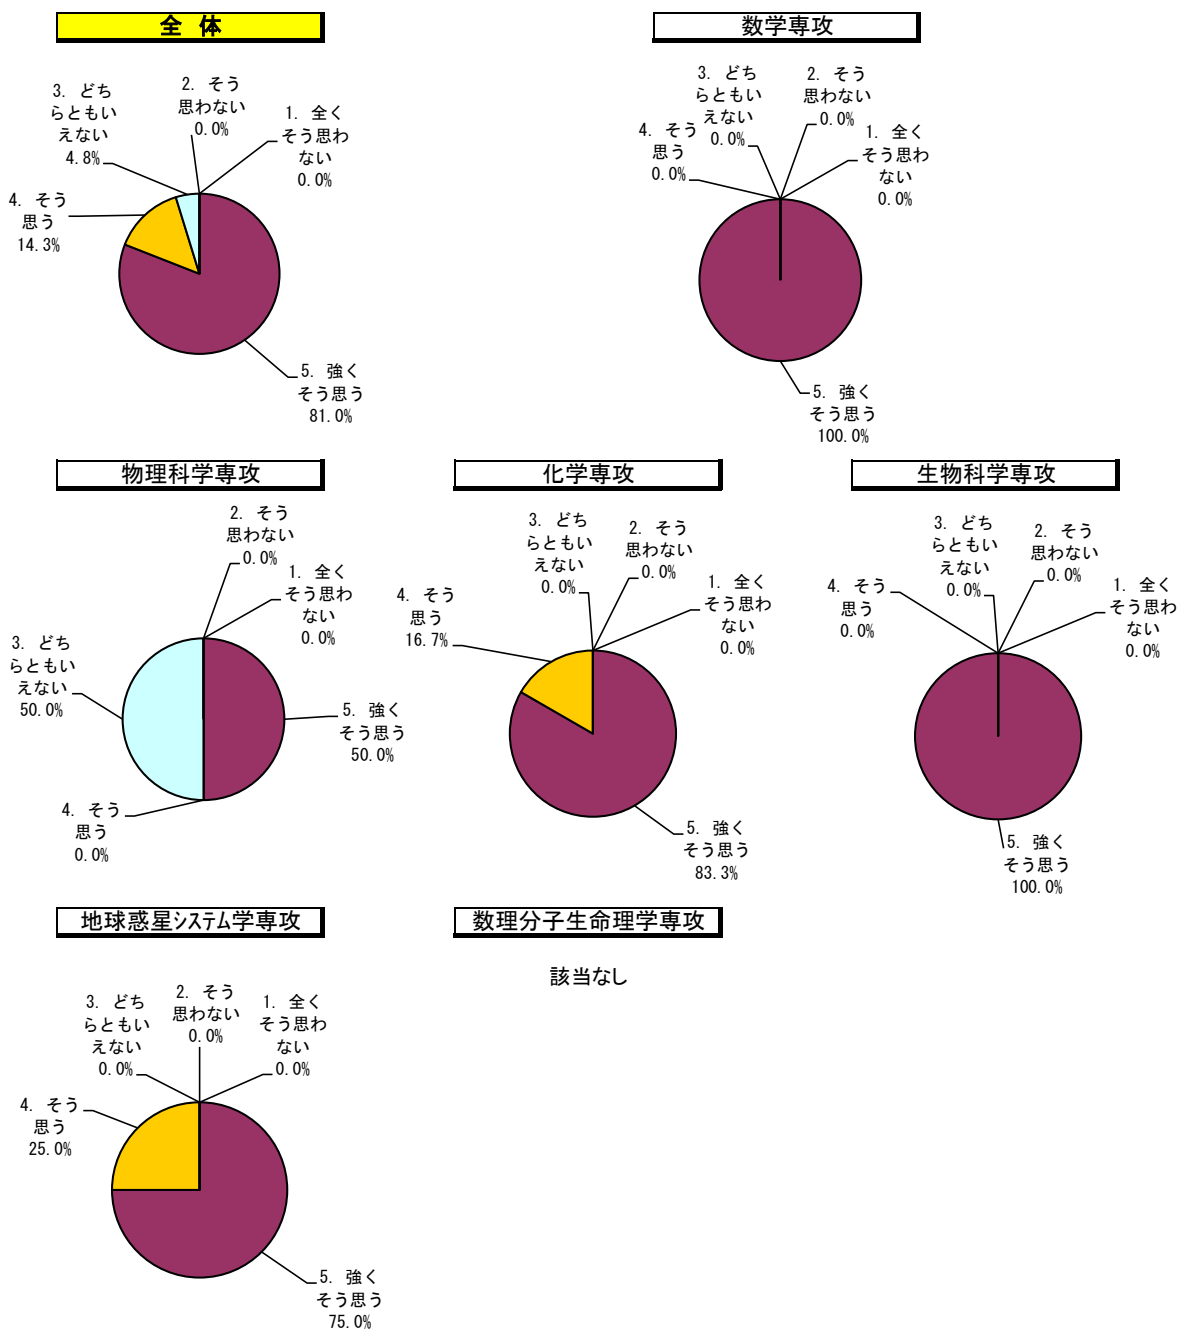 全 体
3. どち
らともい
えない
4.8%
2. そう
思わない
0.0%
1. 全く
そう思わ
ない
0.0%
4. そう
思う
14.3%
5. 強く
そう思う
81.0%
数学専攻
4. そう
思う
0.0%
3. どち
らともい
えない
0.0%
2. そう
思わない
0.0%
1. 全く
そう思わ
ない
0.0%
5. 強く
そう思う
100.0%
物理科学専攻
2. そう
思わない
0.0%
1. 全く
そう思わ
ない
0.0%
3. どち
らともい
えない
50.0%
5. 強く
そう思う
50.0%
4. そう
思う
0.0%
化学専攻
4. そう
思う
16.7%
3. どち
らともい
えない
0.0%
2. そう
思わない
0.0%
1. 全く
そう思わ
ない
0.0%
5. 強く
そう思う
83.3%
生物科学専攻
4. そう
思う
0.0%
3. どち
らともい
えない
0.0%
2. そう
思わない
0.0%
1. 全く
そう思わ
ない
0.0%
5. 強く
そう思う
100.0%
地球惑星ｼｽﾃﾑ学専攻
3. どち
らともい
えない
0.0%
2. そう
思わない
0.0%
1. 全く
そう思わ
ない
0.0%
4. そう
思う
25.0%
5. 強く
そう思う
75.0%
数理分子生命理学専攻
該当なし